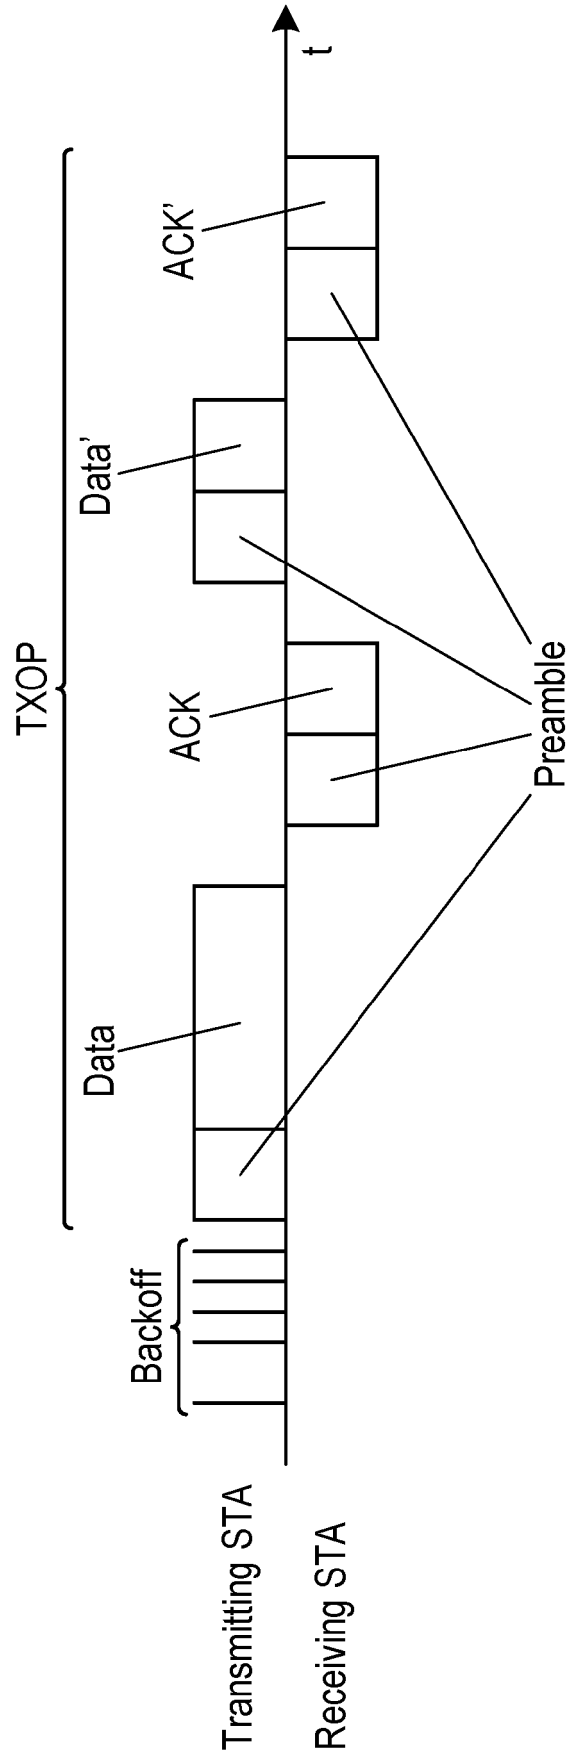 TXOP
Backoff
Data
ACK
Data'
ACK'
t
Transmitting STA
Receiving STA
Preamble